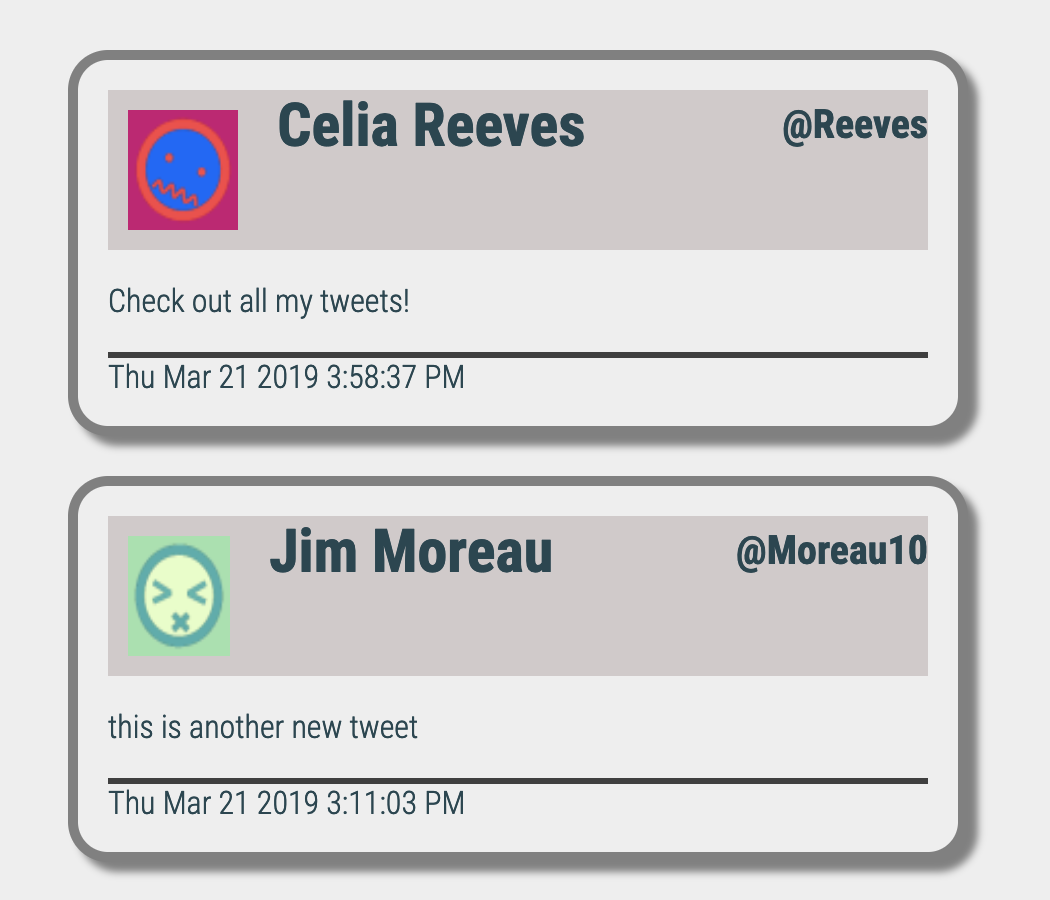 Celia Reeves @Reeves
Check out all my tweets!
Thu Mar 21 2019 3:58:37 PM
Jim Moreau @Moreau10
this is another new tweet
Thu Mar 21 2019 3:11:03 PM